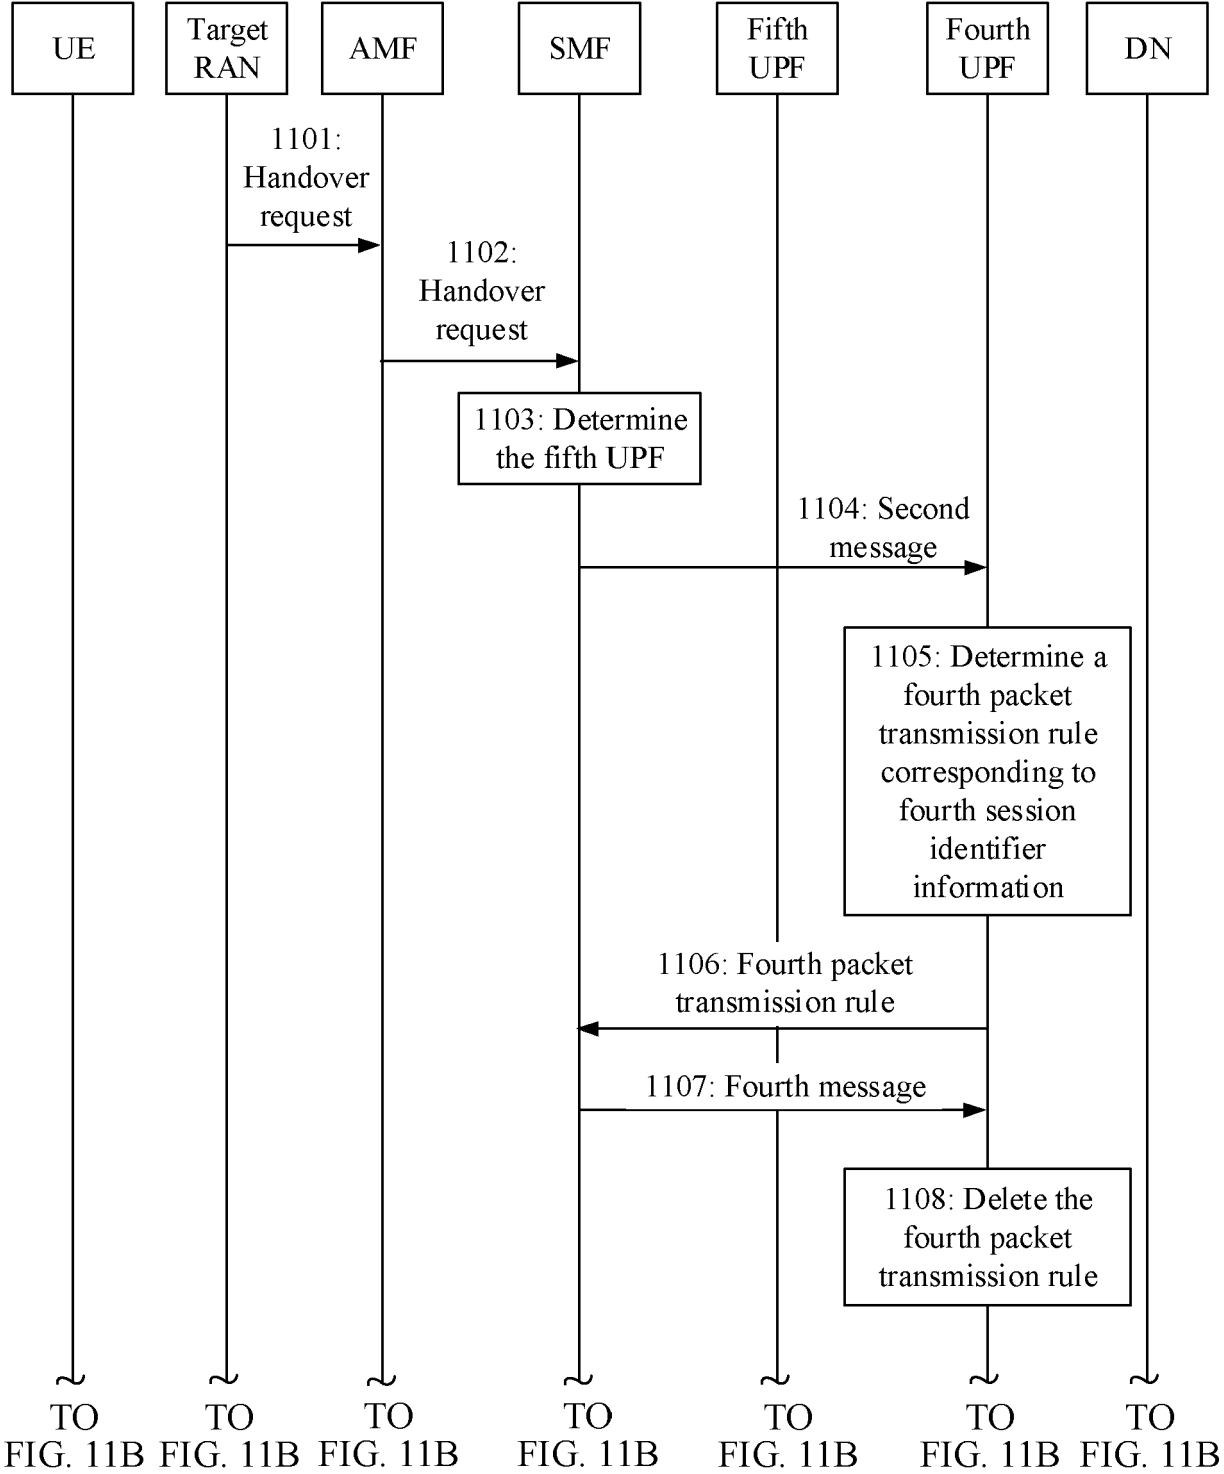 UE
Target
RAN
AMF
SMF
Fifth
UPF
Fourth
UPF
DN
1101:
Handover
request
1102:
Handover
request
1103: Determine
the fifth UPF
1104: Second
message
1105: Determine a
fourth packet
transmission rule
corresponding to
fourth session
identifier
information
1106: Fourth packet
transmission rule
1107: Fourth message
1108: Delete the
fourth packet
transmission rule
TO
FIG. 11B
TO
FIG. 11B
TO
FIG. 11B
TO
FIG. 11B
TO
FIG. 11B
TO
FIG. 11B
TO
FIG. 11B